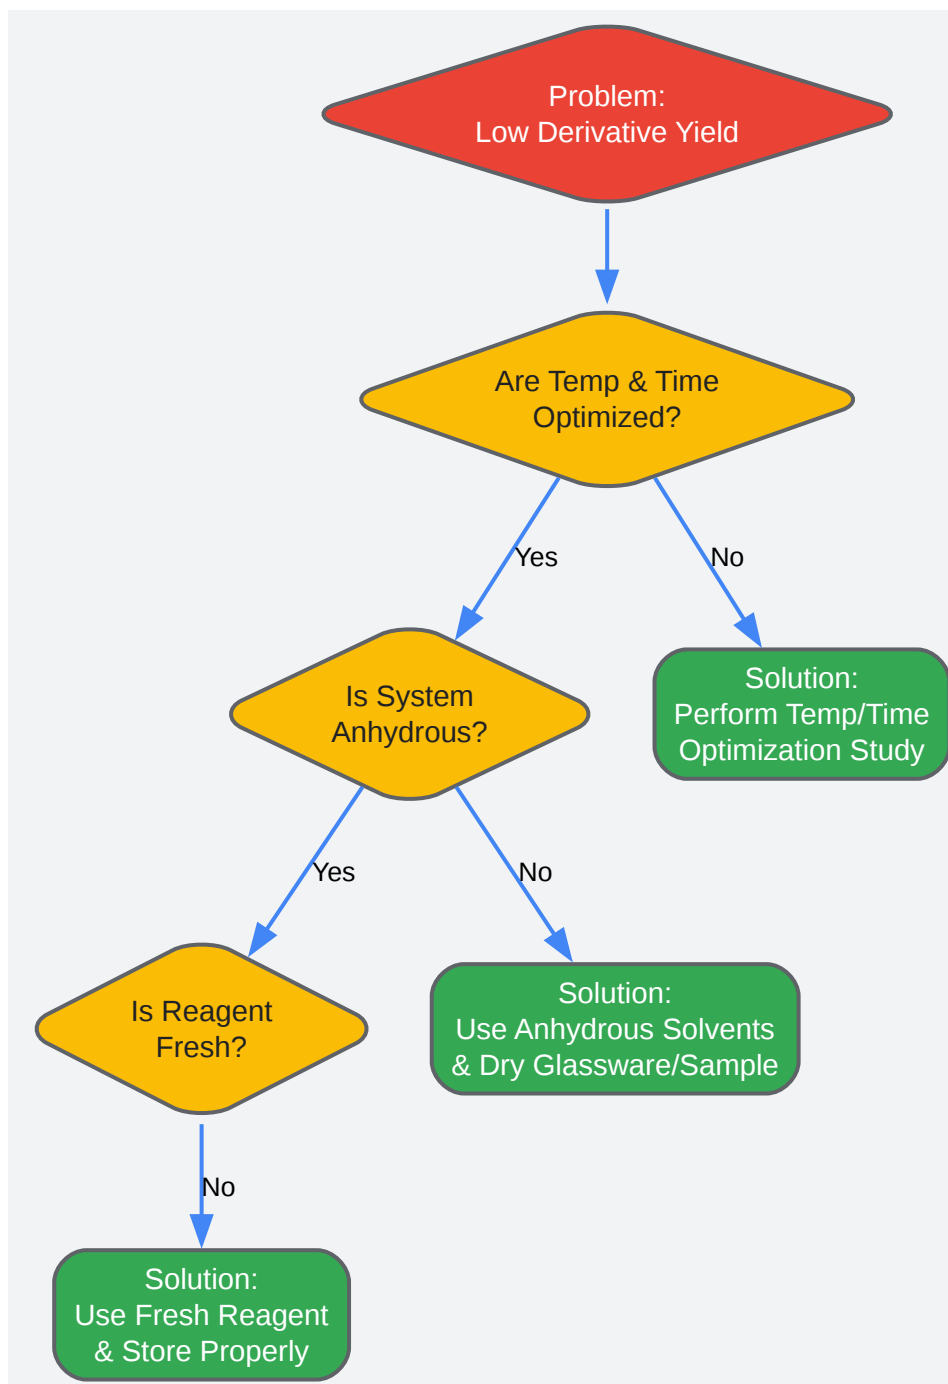 Problem:
Low Derivative Yield
Are Temp & Time
Optimized?
Yes
No
Is System
Anhydrous?
Solution:
Perform Temp/Time
Optimization Study
Yes
No
Is Reagent
Fresh?
Solution:
Use Anhydrous Solvents
& Dry Glassware/Sample
No
Solution:
Use Fresh Reagent
& Store Properly